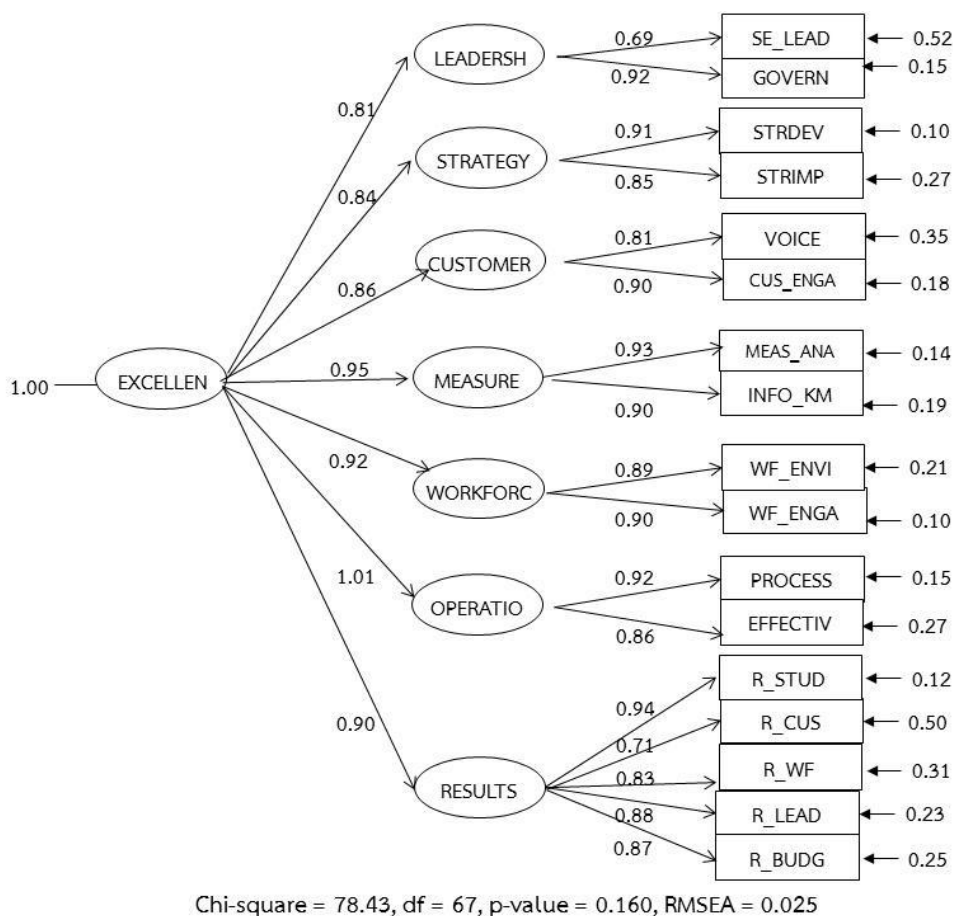 0.69 SE_LEAD 0.52
LEADERSH
0.92 GOVERN 0.15
0.81
0.91 STRDEV 0.10
STRATEGY
0.85 STRIMP 0.27
0.84
0.81 VOICE 0.35
CUSTOMER
0.90 CUS_ENGA 0.18
0.86
0.93 MEAS_ANA 0.14
1.00 EXCELLEN 0.95 MEASURE
0.90 INFO_KM 0.19
0.92
0.89 WF_ENVI 0.21
WORKFORC
0.90 WF_ENGA 0.10
1.01
0.92 PROCESS 0.15
OPERATIO
0.86 EFFECTIV 0.27
0.94 R_STUD 0.12
0.90
0.71 R_CUS 0.50
RESULTS
0.83 R_WF 0.31
0.88 R_LEAD 0.23
0.87 R_BUDG 0.25
Chi-square = 78.43, df = 67, p-value = 0.160, RMSEA = 0.025